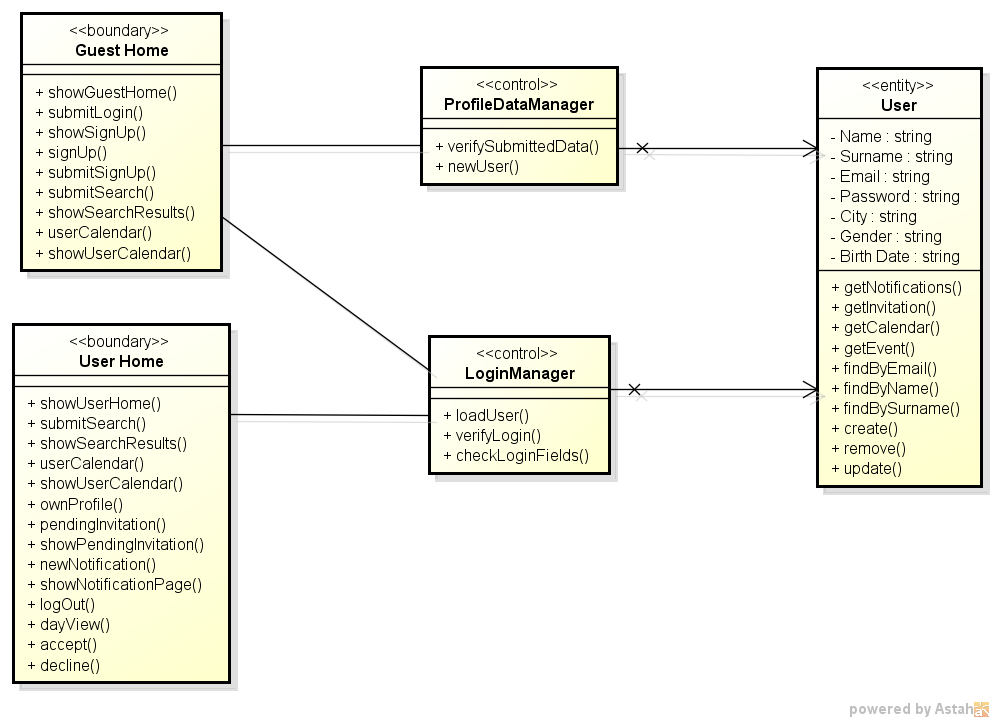 <<boundary>>
Guest Home
+ showGuestHome()
+ submitLogin()
+ showSignUp()
+ signUp()
+ submitSignUp()
+ submitSearch()
+ showSearchResults()
+ userCalendar()
+ showUserCalendar()
<<control>>
ProfileDataManager
+ verifySubmittedData()
+ newUser()
<<entity>>
User
- Name : string
- Surname : string
- Email : string
- Password : string
- City : string
- Gender : string
- Birth Date : string
+ getNotifications()
+ getInvitation()
+ getCalendar()
+ getEvent()
+ findByEmail()
+ findByName()
+ findBySurname()
+ create()
+ remove()
+ update()
<<boundary>>
User Home
+ showUserHome()
+ submitSearch()
+ showSearchResults()
+ userCalendar()
+ showUserCalendar()
+ ownProfile()
+ pendingInvitation()
+ showPendingInvitation()
+ newNotification()
+ showNotificationPage()
+ logOut()
+ dayView()
+ accept()
+ decline()
<<control>>
LoginManager
+ loadUser()
+ verifyLogin()
+ checkLoginFields()
powered by Astah